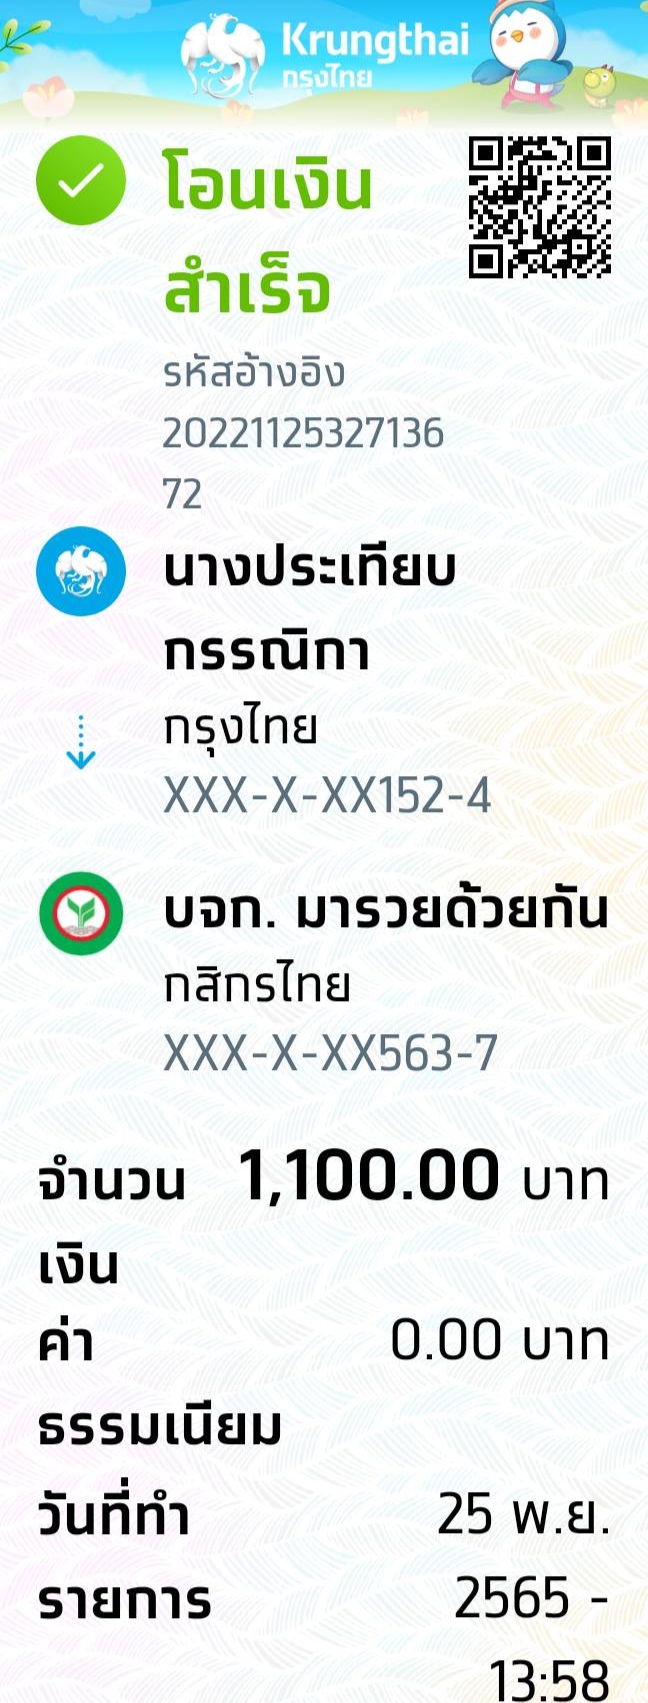 Krungthai
กรุงไทย
โอนเงิน
สำเร็จ
รหัสอ้างอิง
20221125327136
72
นางประเทียบ
กรรณิกา
กรุงไทย
XXX-X-XX152-4
บจก. มารวยด้วยกัน
กสิกรไทย
XXX-X-XX563-7
จำนวน 1,100.00 บาท
เงิน
ค่า 0.00 บาท
ธรรมเนียม
วันที่ทำ 25 พ.ย.
รายการ 2565 -
13:58